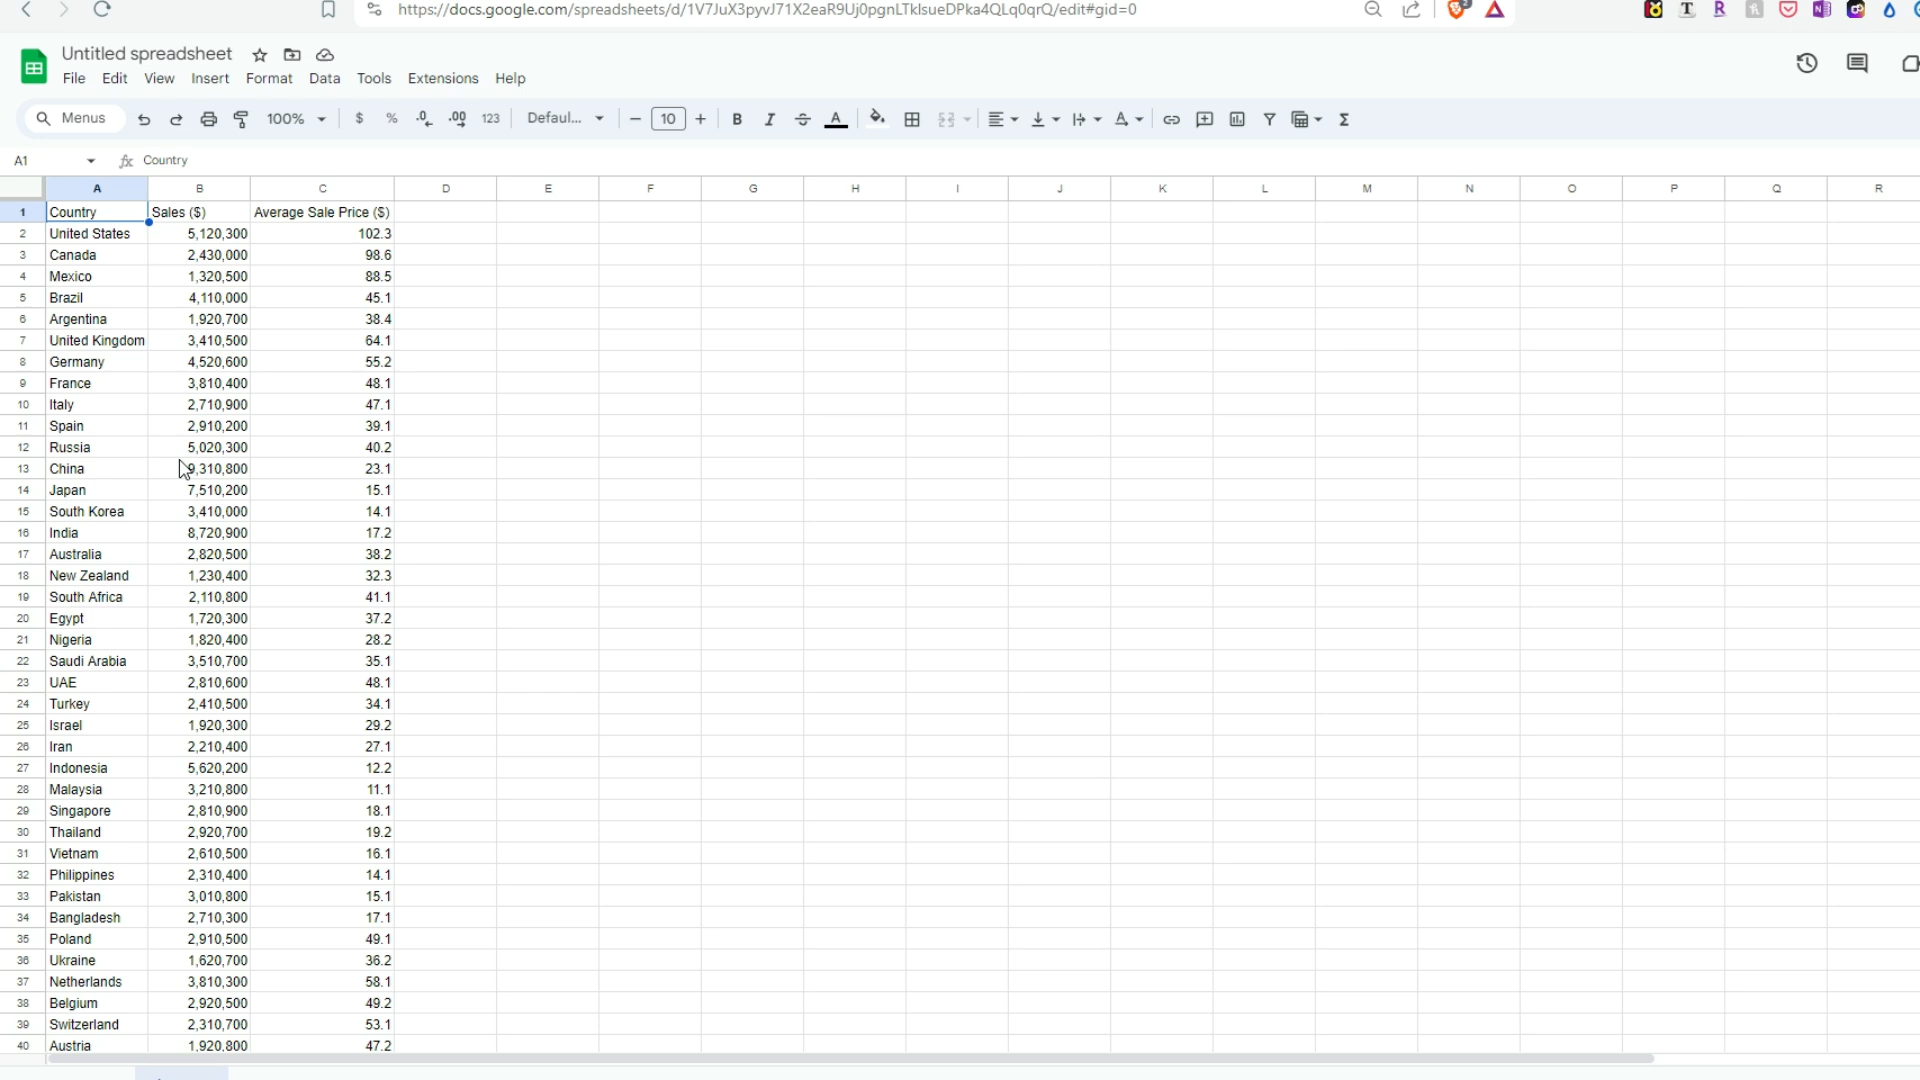 https://docs.google.com/spreadsheets/d/1V7JuX3pyvJ71X2eaR9Uj0pgnLTklsueDPka4QLq0qrQ/edit#gid=0
Untitled spreadsheet
File Edit View Insert Format Data Tools Extensions Help
Menus 100% $ % .0 .00 123 Defaul... 10 B I A
A1 fx Country
A B C D E F G H I J K L M N O P Q R
1 Country Sales ($) Average Sale Price ($)
2 United States 5,120,300 102.3
3 Canada 2,430,000 98.6
4 Mexico 1,320,500 88.5
5 Brazil 4,110,000 45.1
6 Argentina 1,920,700 38.4
7 United Kingdom 3,410,500 64.1
8 Germany 4,520,600 55.2
9 France 3,810,400 48.1
10 Italy 2,710,900 47.1
11 Spain 2,910,200 39.1
12 Russia 5,020,300 40.2
13 China 9,310,800 23.1
14 Japan 7,510,200 15.1
15 South Korea 3,410,000 14.1
16 India 8,720,900 17.2
17 Australia 2,820,500 38.2
18 New Zealand 1,230,400 32.3
19 South Africa 2,110,800 41.1
20 Egypt 1,720,300 37.2
21 Nigeria 1,820,400 28.2
22 Saudi Arabia 3,510,700 35.1
23 UAE 2,810,600 48.1
24 Turkey 2,410,500 34.1
25 Israel 1,920,300 29.2
26 Iran 2,210,400 27.1
27 Indonesia 5,620,200 12.2
28 Malaysia 3,210,800 11.1
29 Singapore 2,810,900 18.1
30 Thailand 2,920,700 19.2
31 Vietnam 2,610,500 16.1
32 Philippines 2,310,400 14.1
33 Pakistan 3,010,800 15.1
34 Bangladesh 2,710,300 17.1
35 Poland 2,910,500 49.1
36 Ukraine 1,620,700 36.2
37 Netherlands 3,810,300 58.1
38 Belgium 2,920,500 49.2
39 Switzerland 2,310,700 53.1
40 Austria 1,920,800 47.2